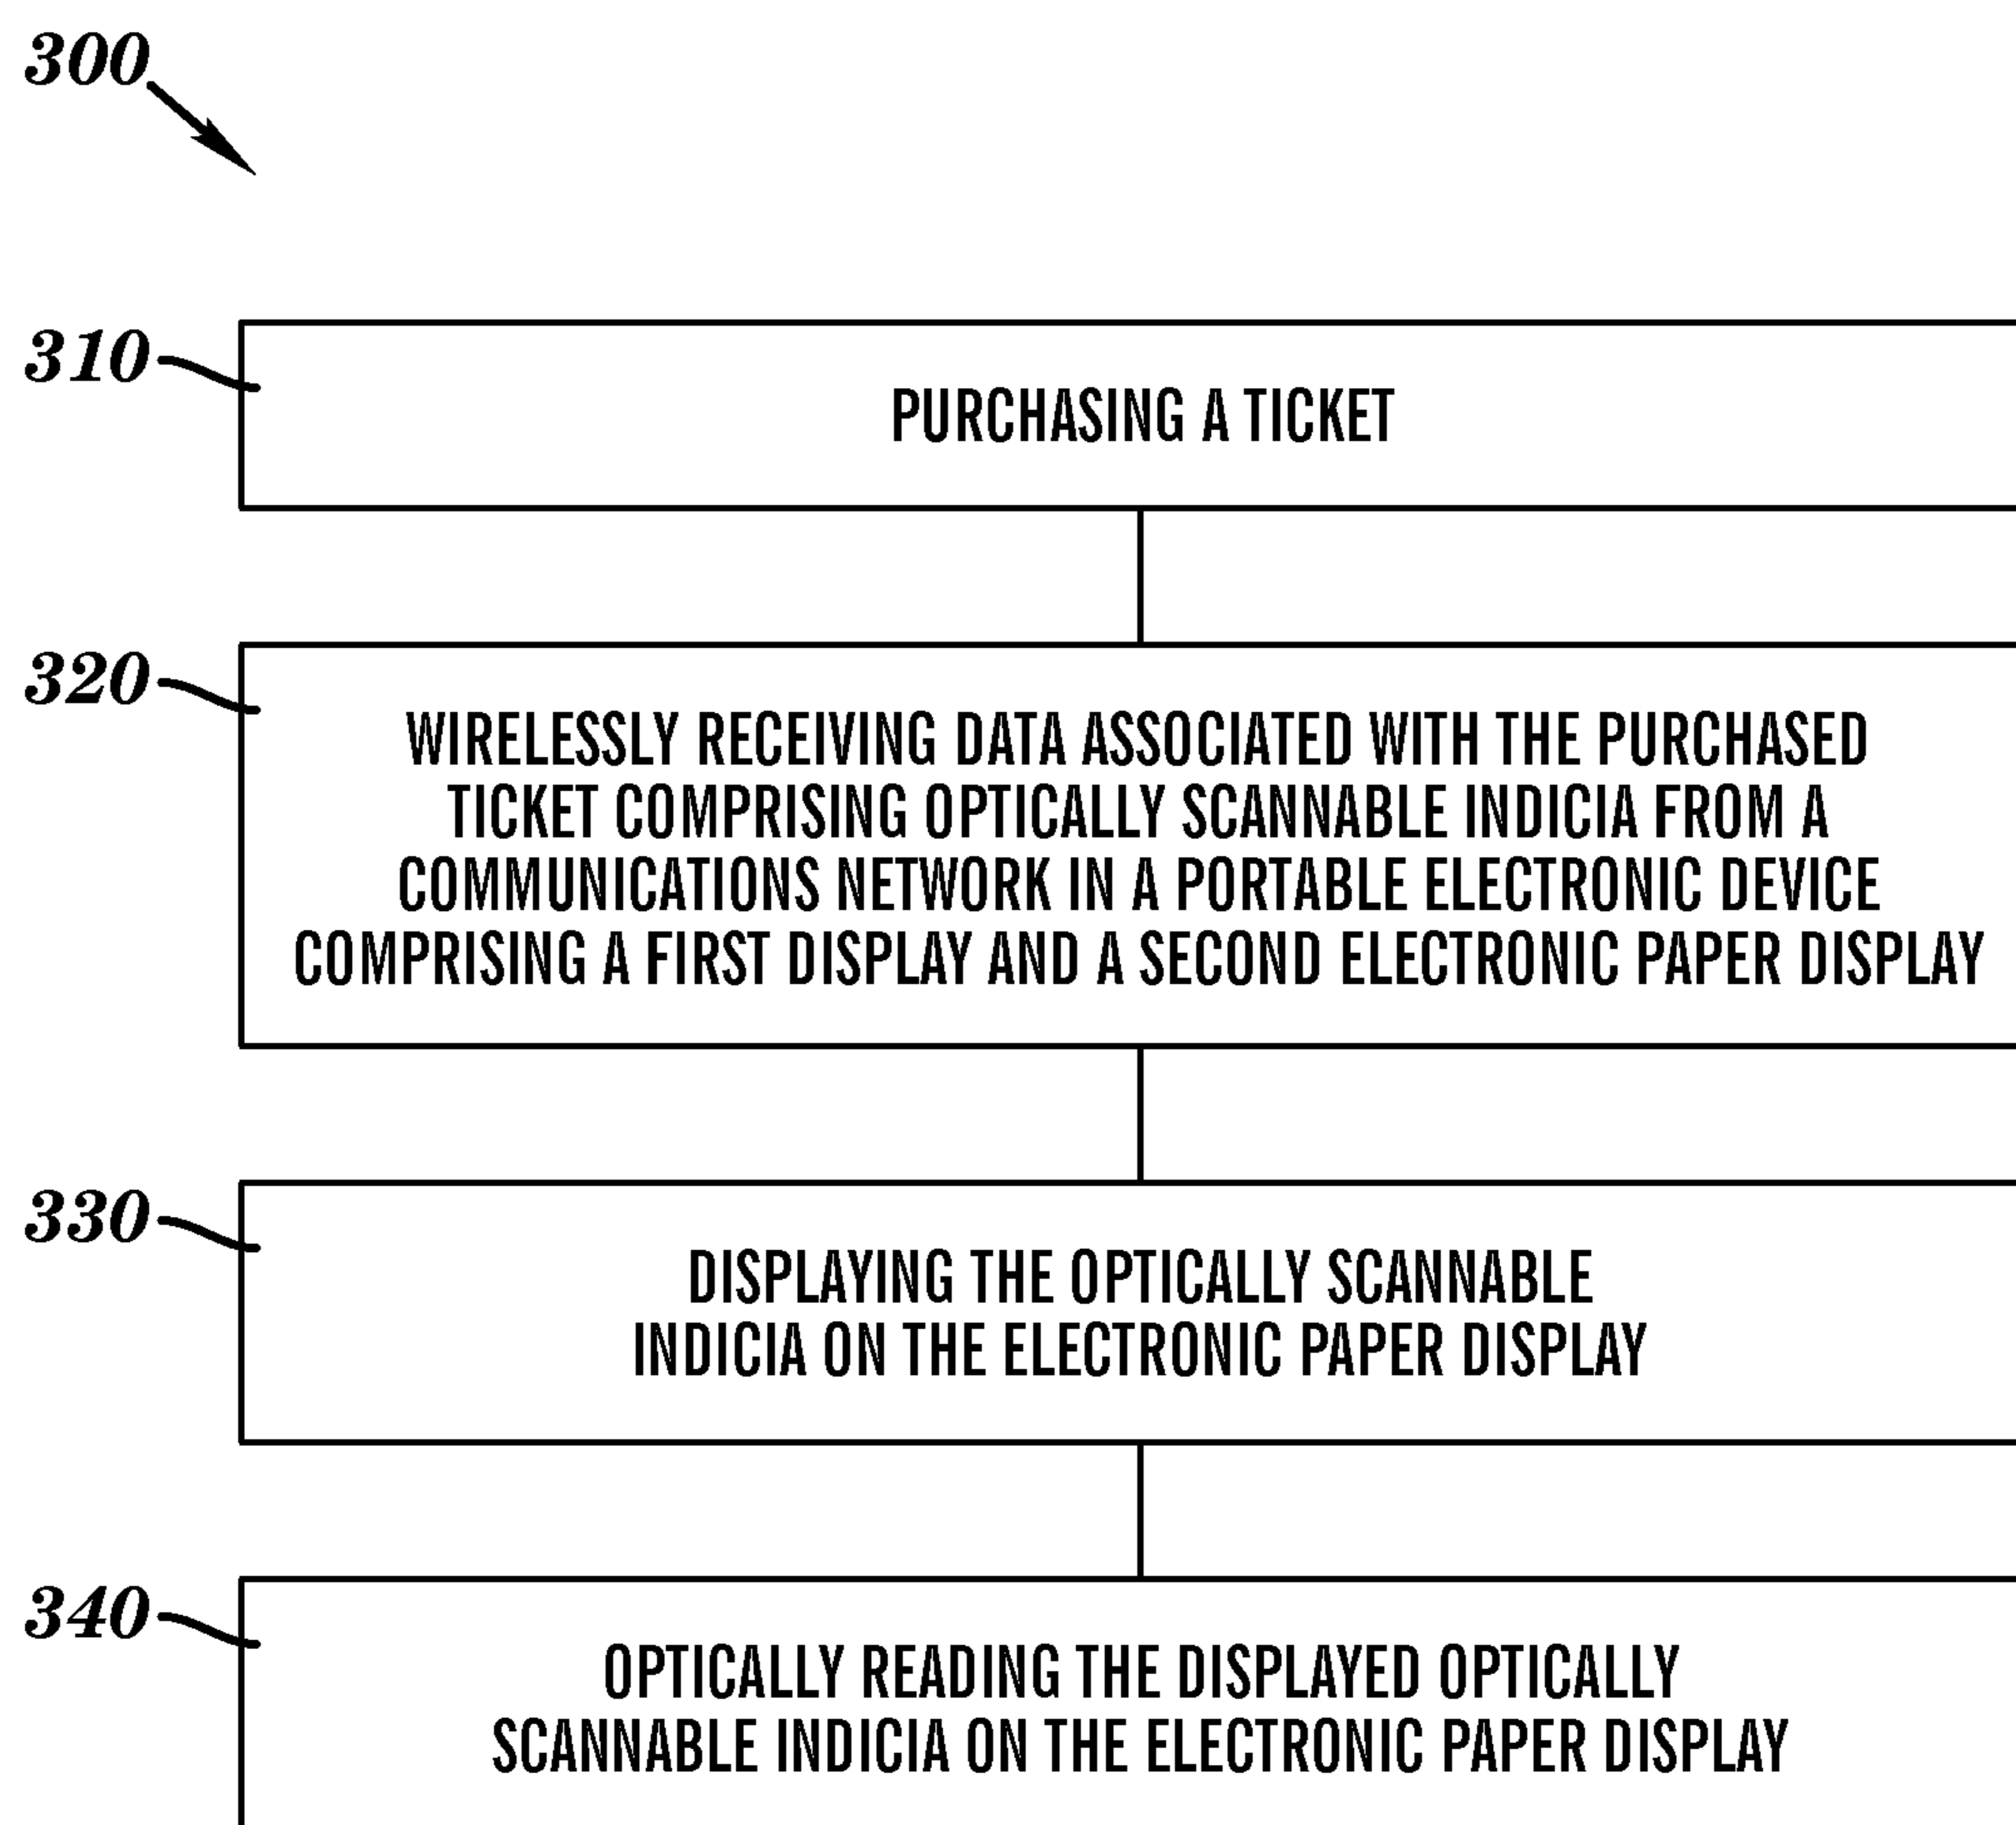 300
310
PURCHASING A TICKET
320
WIRELESSLY RECEIVING DATA ASSOCIATED WITH THE PURCHASED
TICKET COMPRISING OPTICALLY SCANNABLE INDICIA FROM A
COMMUNICATIONS NETWORK IN A PORTABLE ELECTRONIC DEVICE
COMPRISING A FIRST DISPLAY AND A SECOND ELECTRONIC PAPER DISPLAY
330
DISPLAYING THE OPTICALLY SCANNABLE
INDICIA ON THE ELECTRONIC PAPER DISPLAY
340
OPTICALLY READING THE DISPLAYED OPTICALLY
SCANNABLE INDICIA ON THE ELECTRONIC PAPER DISPLAY